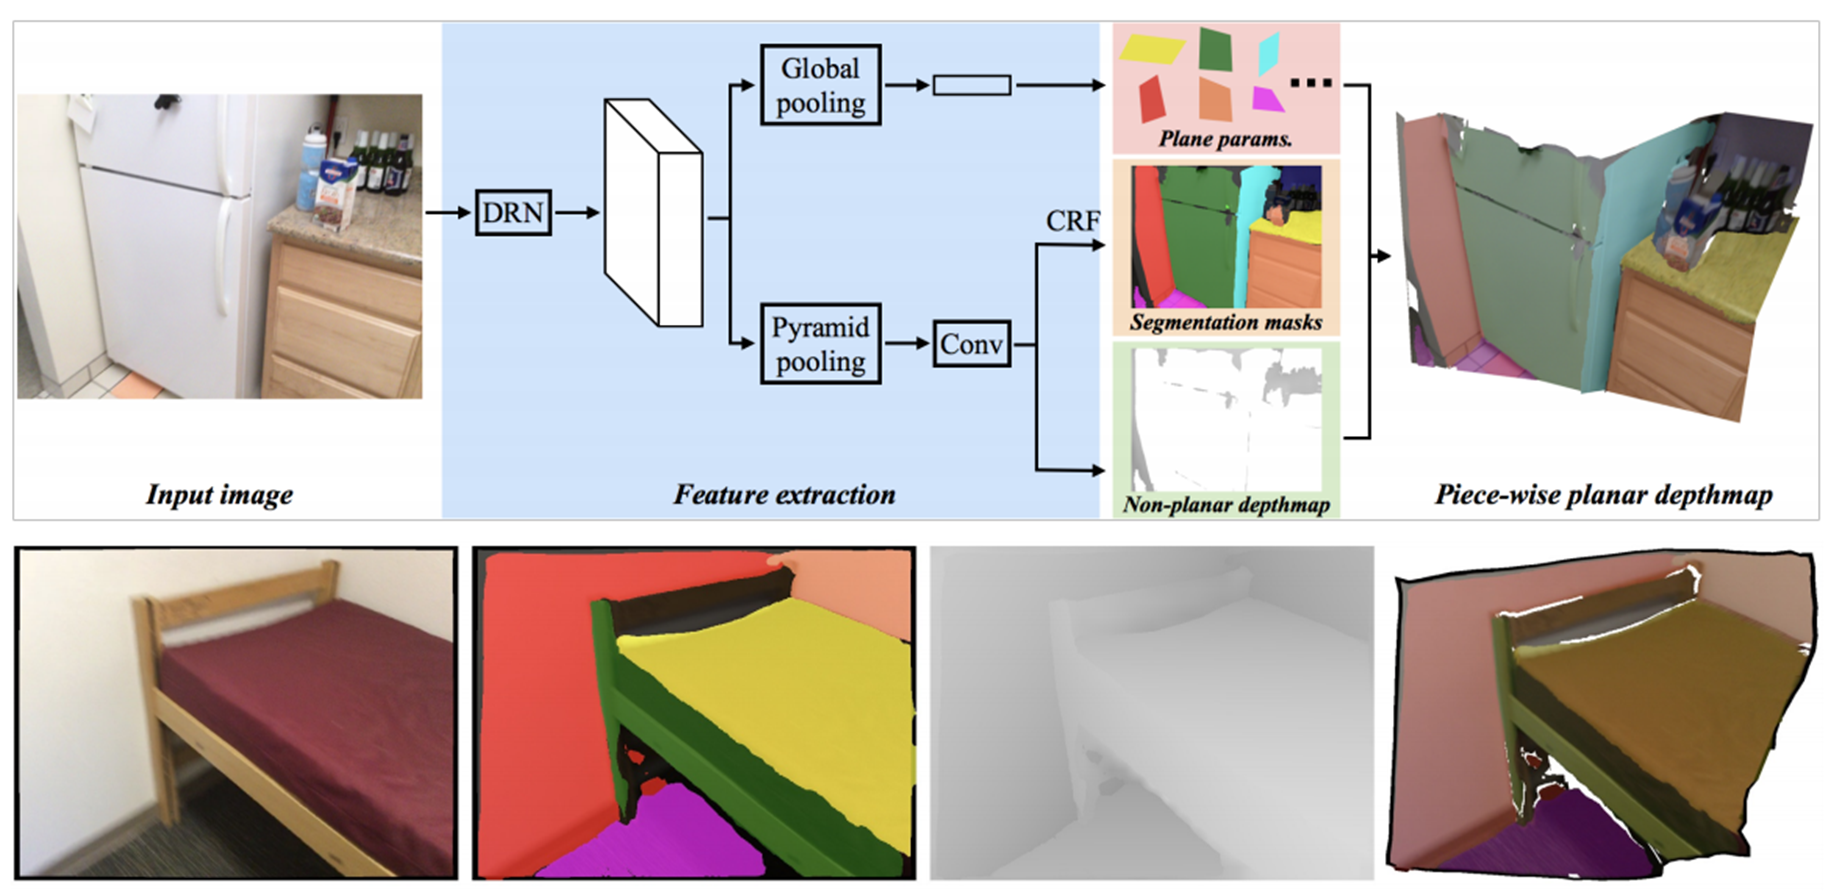 Global
pooling
DRN
Pyramid
pooling
Conv
CRF
Plane params.
Segmentation masks
Non-planar depthmap
Input image
Feature extraction
Piece-wise planar depthmap